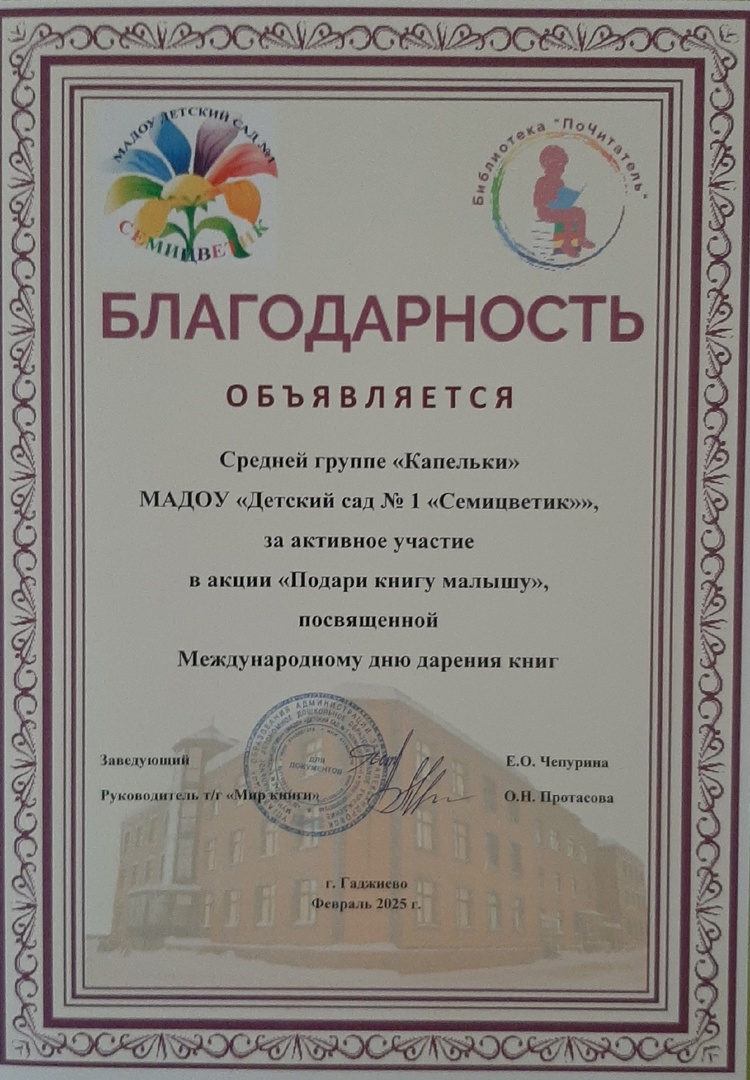 МАДОУ ДЕТСКИЙ САД №1
СЕМИЦВЕТИК
Библиотека "ПоЧитатель"
БЛАГОДАРНОСТЬ
ОБЪЯВЛЯЕТСЯ
Средней группе «Капельки»
МАДОУ «Детский сад № 1 «Семицветик»»,
за активное участие
в акции «Подари книгу малышу»,
посвященной
Международному дню дарения книг
Заведующий Е.О. Чепурина
Руководитель т/г «Мир книги» О.Н. Протасова
ДЛЯ
ДОКУМЕНТОВ
г. Гаджиево
Февраль 2025 г.